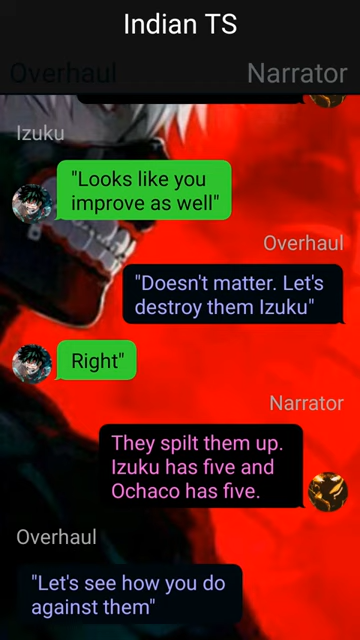 Indian TS
Overhaul
Narrator
Izuku
"Looks like you
improve as well"
Overhaul
"Doesn't matter. Let's
destroy them Izuku"
Right"
Narrator
They spilt them up.
Izuku has five and
Ochaco has five.
Overhaul
"Let's see how you do
against them"